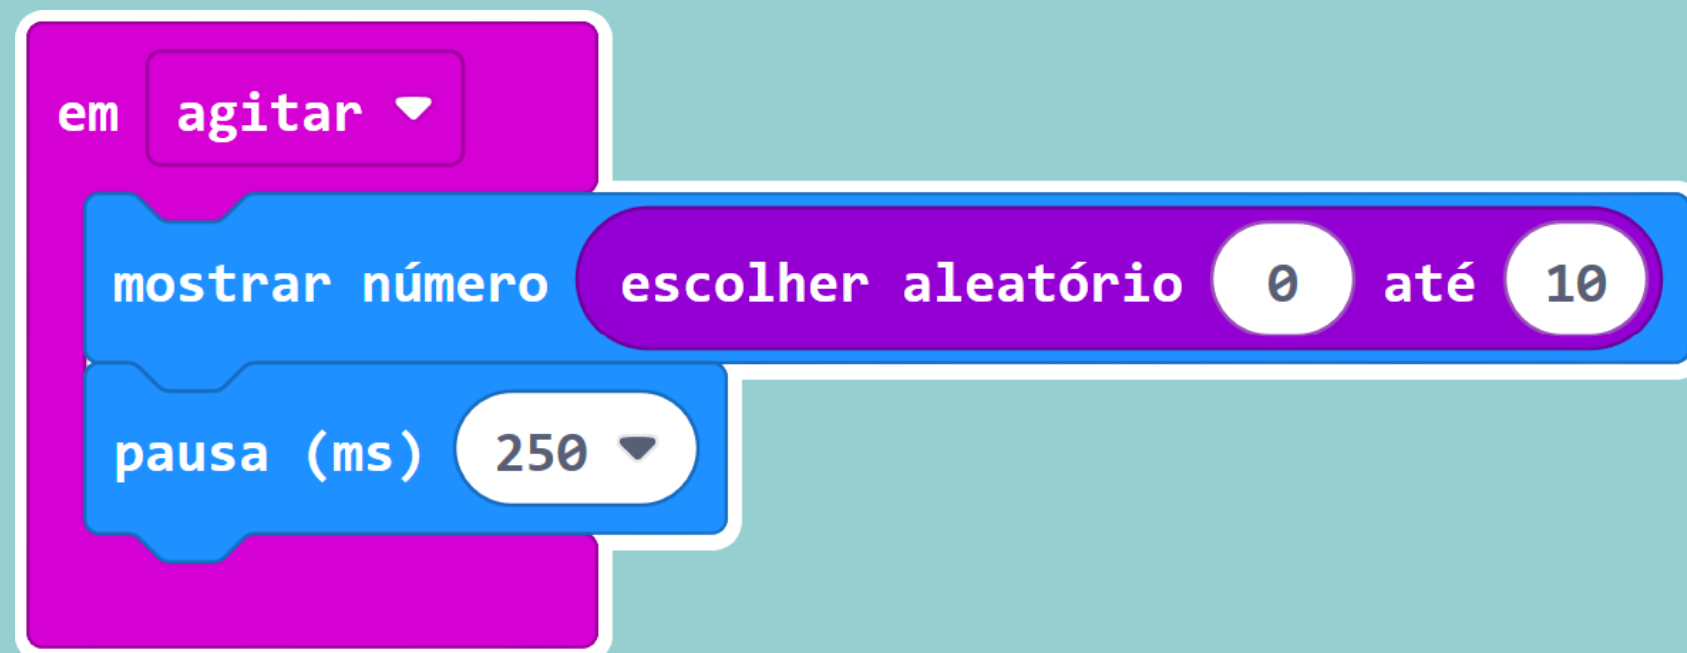 em agitar
mostrar número escolher aleatório 0 até 10
pausa (ms) 250